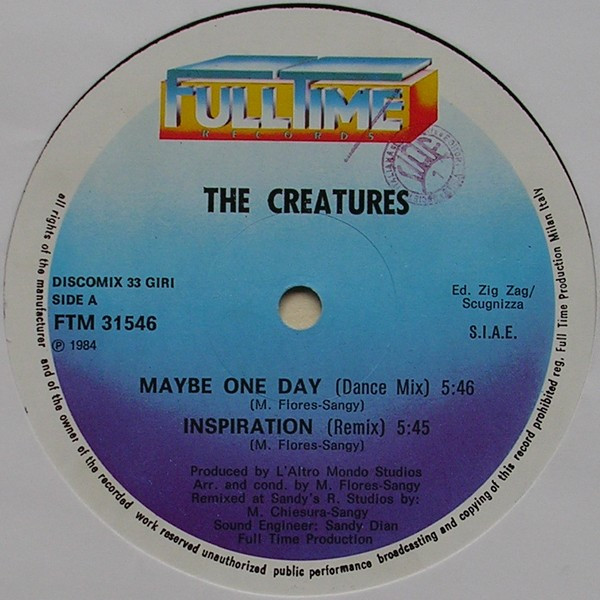 FULLTIME
RECORDS
THE CREATURES
DISCOMIX 33 GIRI
SIDE A
FTM 31546
℗ 1984
Ed. Zig Zag/
Scugnizza
S.I.A.E.
MAYBE ONE DAY (Dance Mix) 5:46
(M. Flores-Sangy)
INSPIRATION (Remix) 5:45
(M. Flores-Sangy)
Produced by L'Altro Mondo Studios
Arr. and cond. by M. Flores-Sangy
Remixed at Sandy's R. Studios by:
M. Chiesura-Sangy
Sound Engineer: Sandy Dian
Full Time Production
all rights of the manufacturer and of the owner of the recorded work reserved unauthorized public performance broadcasting and copying of this record prohibited reg. Full Time Production Milan Italy